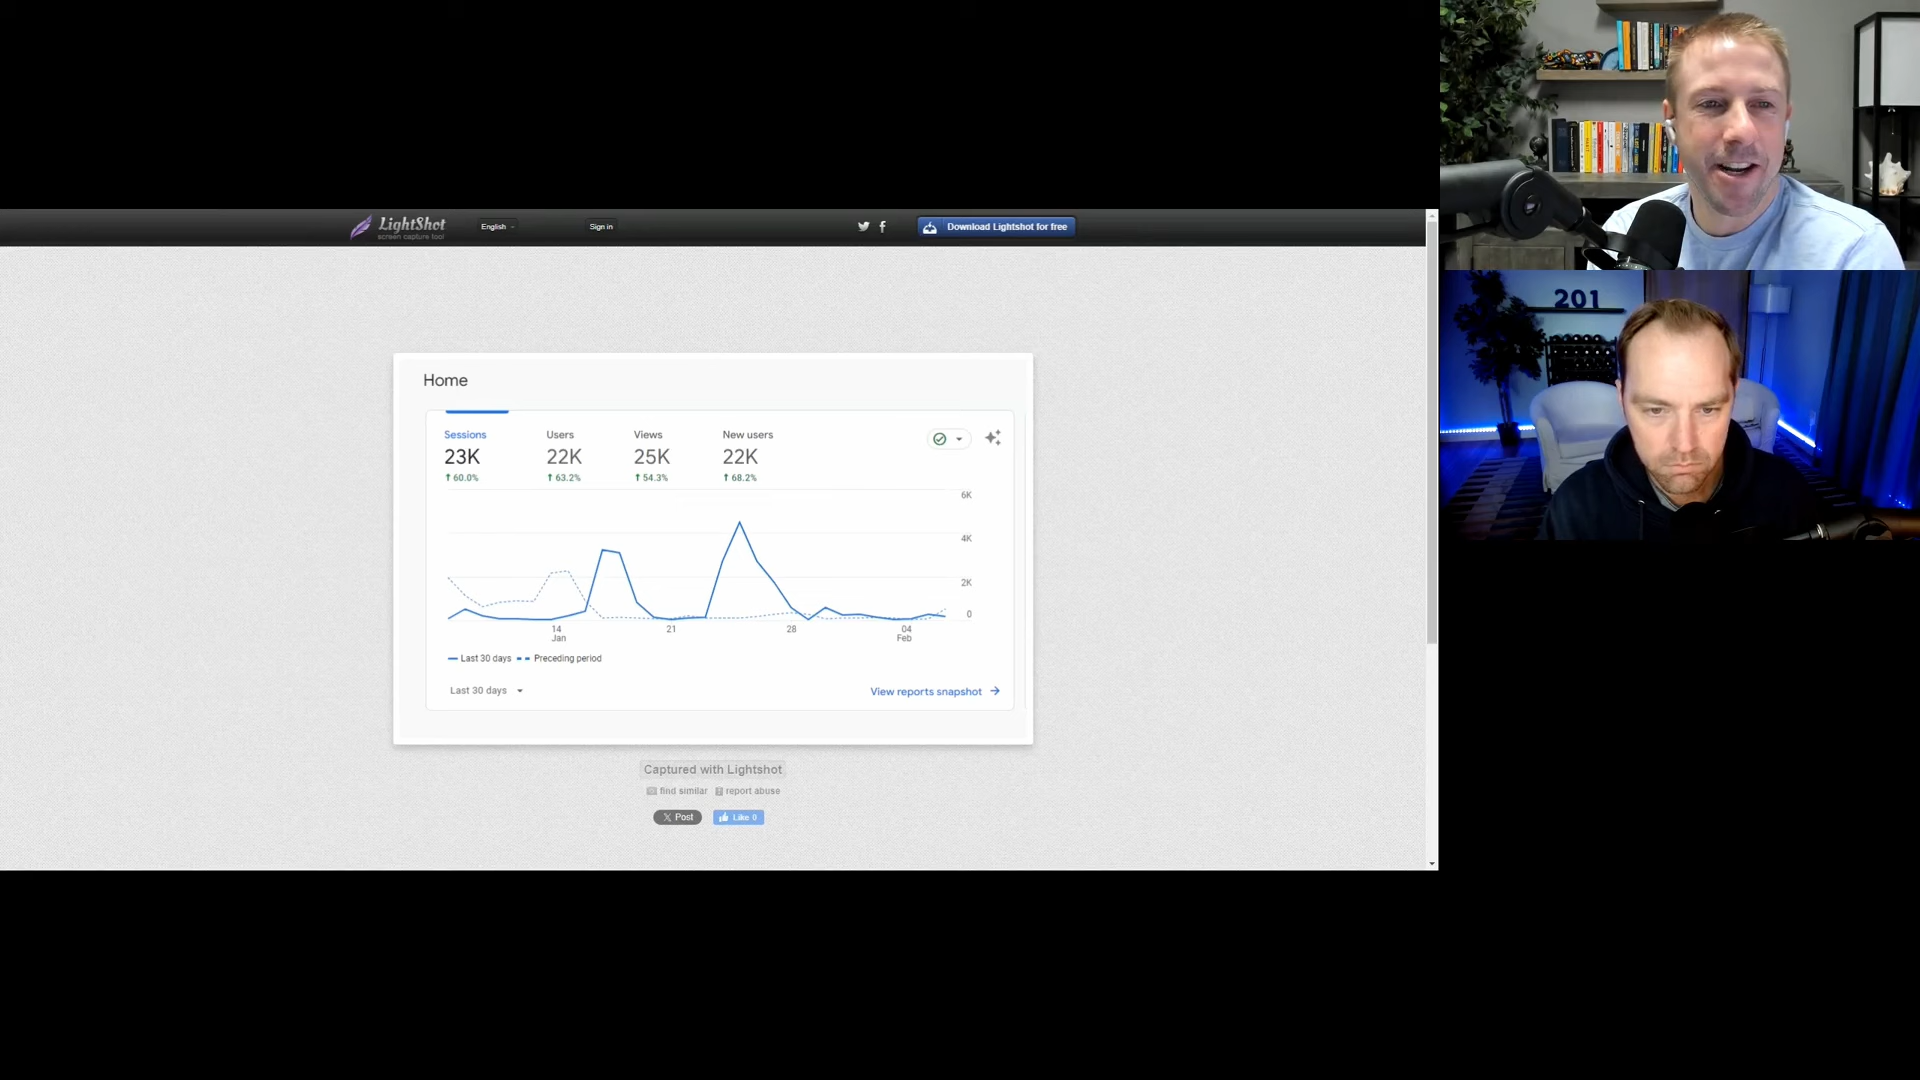 201
LightShot
screen capture tool
English
Sign in
Download Lightshot for free
Home
Sessions
23K
↑ 60.0%
Users
22K
↑ 63.2%
Views
25K
↑ 54.3%
New users
22K
↑ 68.2%
6K
4K
2K
0
14
Jan
21
28
04
Feb
Last 30 days
Preceding period
Last 30 days
View reports snapshot
Captured with Lightshot
find similar
report abuse
Post
Like 0